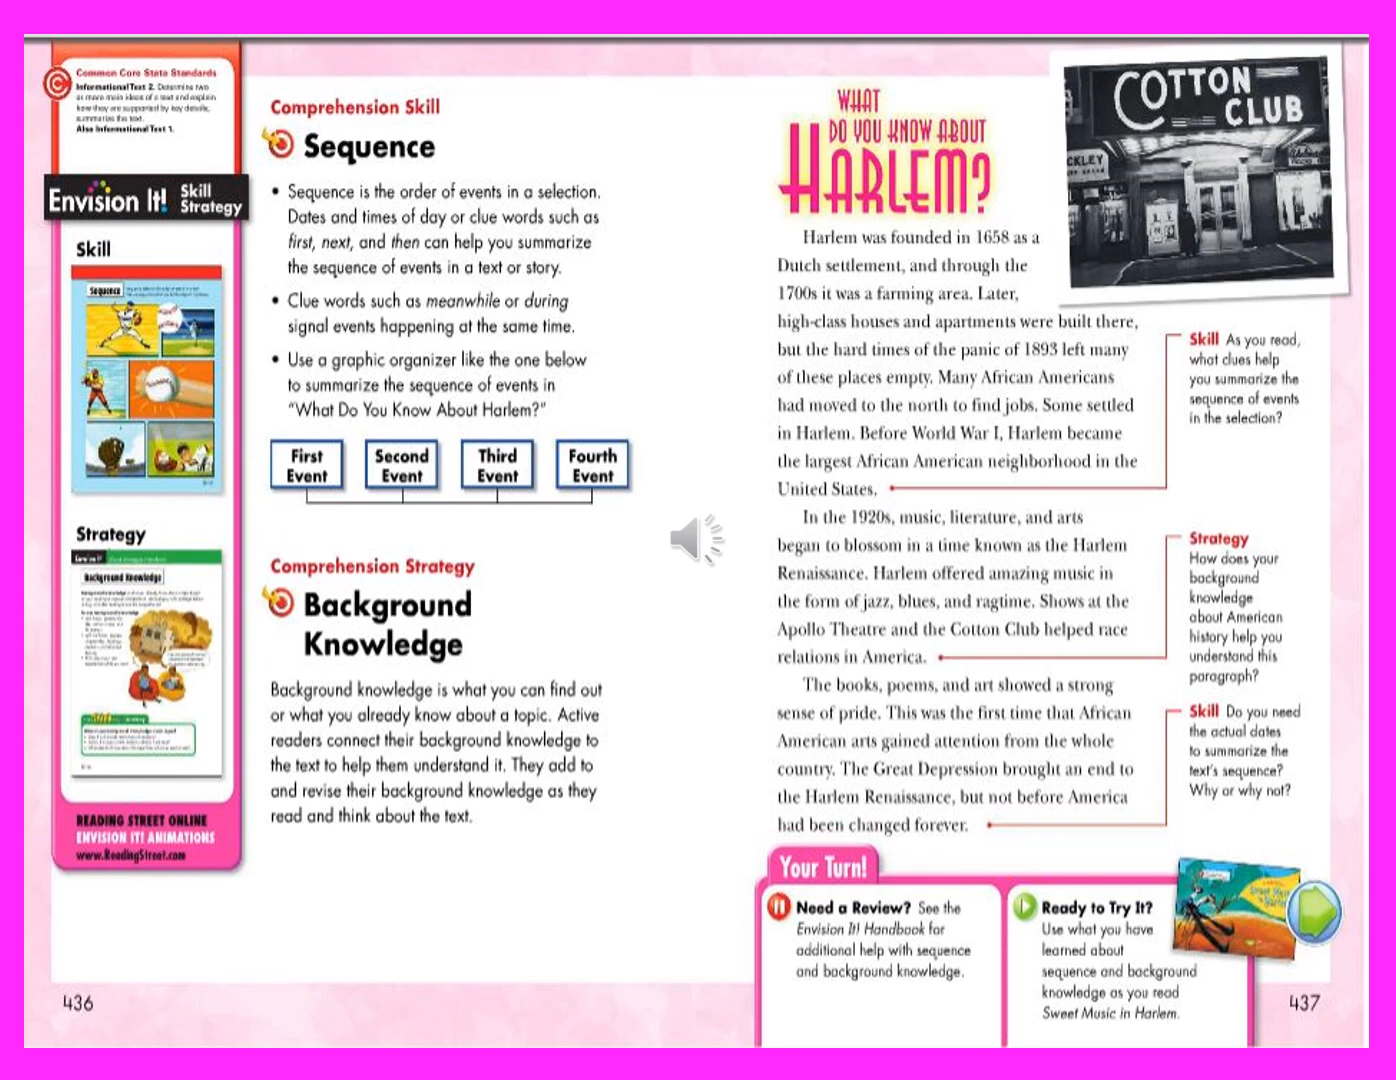 Common Core State Standards
Informational Text 2. Determine two
or more main ideas of a text and explain
how they are supported by key details;
summarize the text.
Also Informational Text 1.
Envision It! Skill
Strategy
Skill
Sequence
Strategy
Background Knowledge
READING STREET ONLINE
ENVISION IT! ANIMATIONS
www.ReadingStreet.com
Comprehension Skill
Sequence
• Sequence is the order of events in a selection.
Dates and times of day or clue words such as
first, next, and then can help you summarize
the sequence of events in a text or story.
• Clue words such as meanwhile or during
signal events happening at the same time.
• Use a graphic organizer like the one below
to summarize the sequence of events in
“What Do You Know About Harlem?”
First
Event
Second
Event
Third
Event
Fourth
Event
Comprehension Strategy
Background
Knowledge
Background knowledge is what you can find out
or what you already know about a topic. Active
readers connect their background knowledge to
the text to help them understand it. They add to
and revise their background knowledge as they
read and think about the text.
436
WHAT
DO YOU KNOW ABOUT
HARLEM?
COTTON
CLUB
CKLEY
Harlem was founded in 1658 as a
Dutch settlement, and through the
1700s it was a farming area. Later,
high-class houses and apartments were built there,
but the hard times of the panic of 1893 left many
of these places empty. Many African Americans
had moved to the north to find jobs. Some settled
in Harlem. Before World War I, Harlem became
the largest African American neighborhood in the
United States.
In the 1920s, music, literature, and arts
began to blossom in a time known as the Harlem
Renaissance. Harlem offered amazing music in
the form of jazz, blues, and ragtime. Shows at the
Apollo Theatre and the Cotton Club helped race
relations in America.
The books, poems, and art showed a strong
sense of pride. This was the first time that African
American arts gained attention from the whole
country. The Great Depression brought an end to
the Harlem Renaissance, but not before America
had been changed forever.
Skill As you read,
what clues help
you summarize the
sequence of events
in the selection?
Strategy
How does your
background
knowledge
about American
history help you
understand this
paragraph?
Skill Do you need
the actual dates
to summarize the
text's sequence?
Why or why not?
Your Turn!
Need a Review? See the
Envision It! Handbook for
additional help with sequence
and background knowledge.
Ready to Try It?
Use what you have
learned about
sequence and background
knowledge as you read
Sweet Music in Harlem.
437